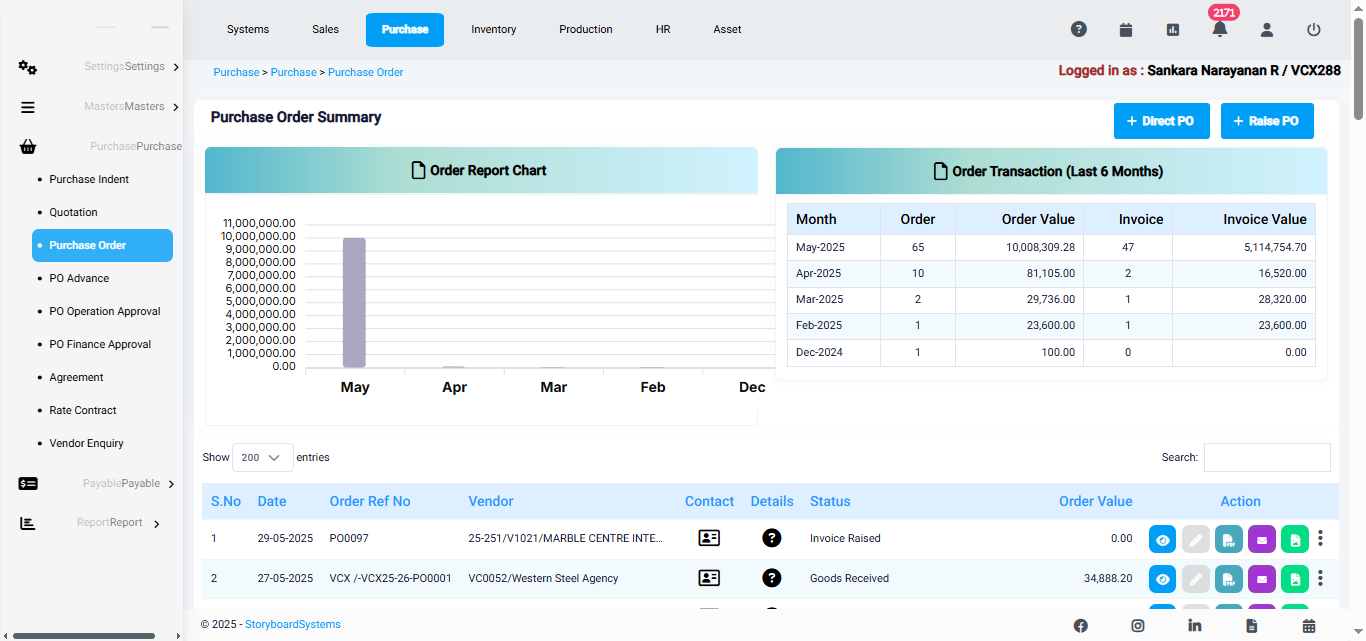 Systems Sales Purchase Inventory Production HR Asset 2171
Purchase > Purchase > Purchase Order
Logged in as : Sankara Narayanan R / VCX288
SettingsSettings
MastersMasters
PurchasePurchase
Purchase Indent
Quotation
Purchase Order
PO Advance
PO Operation Approval
PO Finance Approval
Agreement
Rate Contract
Vendor Enquiry
PayablePayable
ReportReport
Purchase Order Summary
+ Direct PO
+ Raise PO
Order Report Chart
11,000,000.00
10,000,000.00
9,000,000.00
8,000,000.00
7,000,000.00
6,000,000.00
5,000,000.00
4,000,000.00
3,000,000.00
2,000,000.00
1,000,000.00
0.00
May Apr Mar Feb Dec
Order Transaction (Last 6 Months)
Month Order Order Value Invoice Invoice Value
May-2025 65 10,008,309.28 47 5,114,754.70
Apr-2025 10 81,105.00 2 16,520.00
Mar-2025 2 29,736.00 1 28,320.00
Feb-2025 1 23,600.00 1 23,600.00
Dec-2024 1 100.00 0 0.00
Show 200 entries
Search:
S.No Date Order Ref No Vendor Contact Details Status Order Value Action
1 29-05-2025 PO0097 25-251/V1021/MARBLE CENTRE INTE... Invoice Raised 0.00
2 27-05-2025 VCX /-VCX25-26-PO0001 VC0052/Western Steel Agency Goods Received 34,888.20
© 2025 - StoryboardSystems